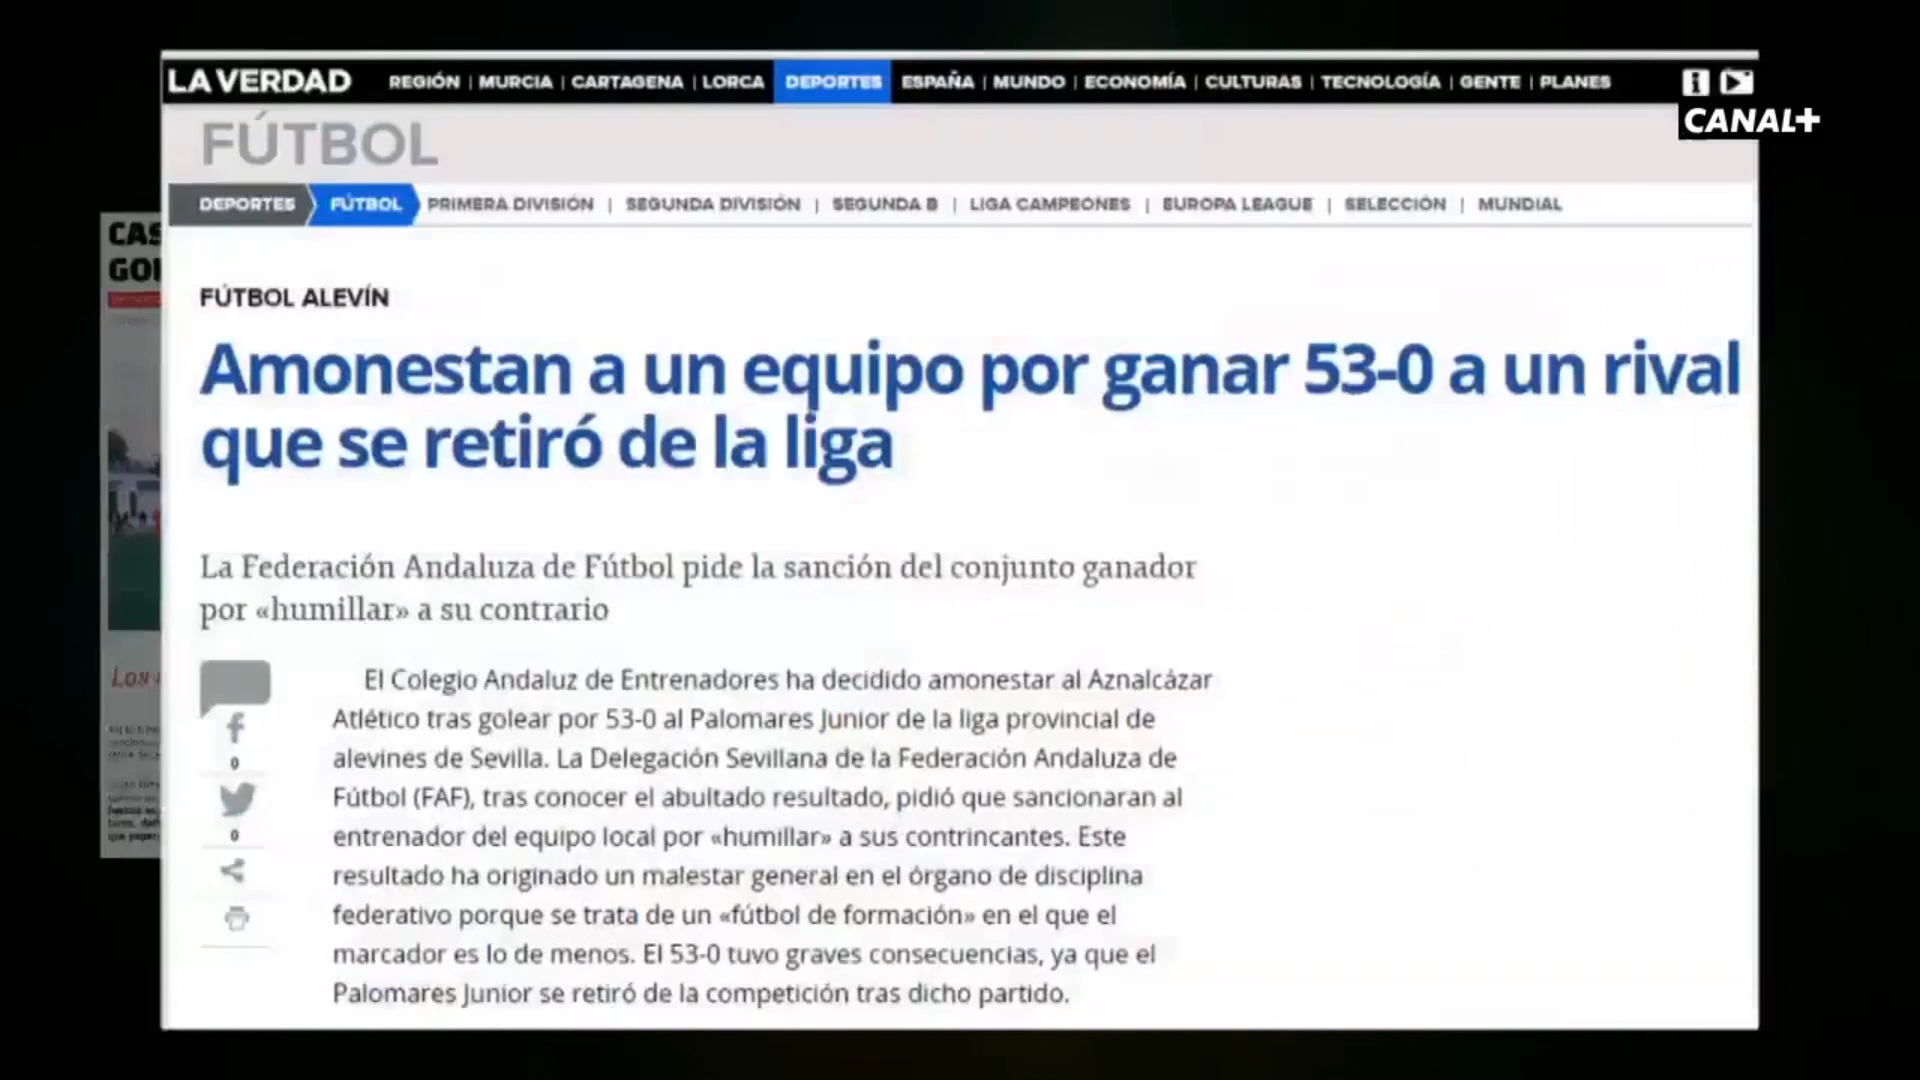 LA VERDAD REGIÓN | MURCIA | CARTAGENA | LORCA DEPORTES ESPAÑA | MUNDO | ECONOMÍA | CULTURAS | TECNOLOGÍA | GENTE | PLANES
CANAL+
FÚTBOL
DEPORTES FÚTBOL PRIMERA DIVISIÓN | SEGUNDA DIVISIÓN | SEGUNDA B | LIGA CAMPEONES | EUROPA LEAGUE | SELECCIÓN | MUNDIAL
FÚTBOL ALEVÍN
Amonestan a un equipo por ganar 53-0 a un rival
que se retiró de la liga
La Federación Andaluza de Fútbol pide la sanción del conjunto ganador
por «humillar» a su contrario
El Colegio Andaluz de Entrenadores ha decidido amonestar al Aznalcázar
Atlético tras golear por 53-0 al Palomares Junior de la liga provincial de
alevines de Sevilla. La Delegación Sevillana de la Federación Andaluza de
Fútbol (FAF), tras conocer el abultado resultado, pidió que sancionaran al
entrenador del equipo local por «humillar» a sus contrincantes. Este
resultado ha originado un malestar general en el órgano de disciplina
federativo porque se trata de un «fútbol de formación» en el que el
marcador es lo de menos. El 53-0 tuvo graves consecuencias, ya que el
Palomares Junior se retiró de la competición tras dicho partido.
0
0
CAS
GO
Los